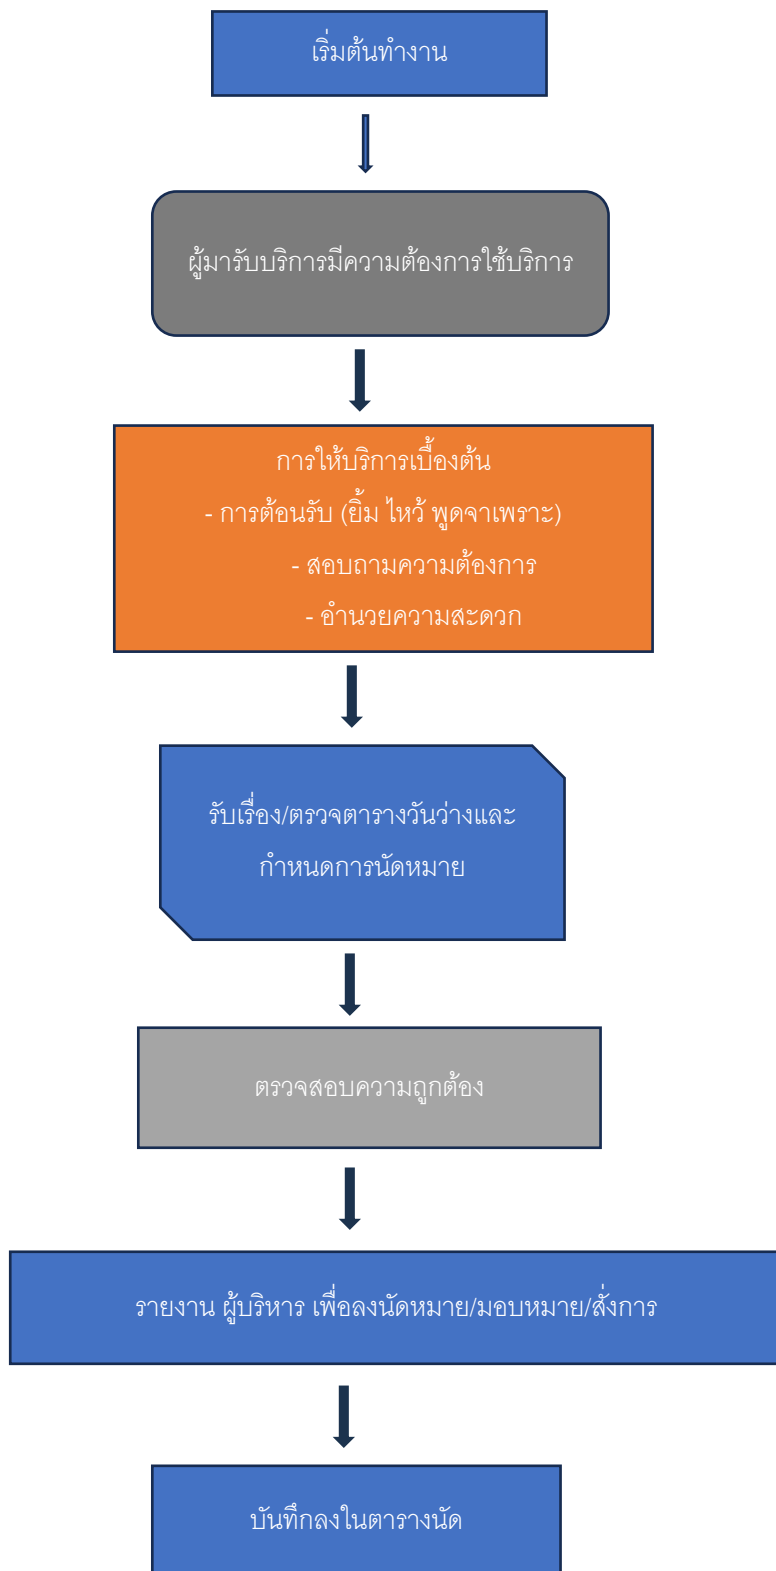 เริ่มต้นทำงาน
ผู้มารับบริการมีความต้องการใช้บริการ
การให้บริการเบื้องต้น
- การต้อนรับ (ยิ้ม ไหว้ พูดจาเพราะ)
- สอบถามความต้องการ
- อำนวยความสะดวก
รับเรื่อง/ตรวจตารางวันว่างและ
กำหนดการนัดหมาย
ตรวจสอบความถูกต้อง
รายงาน ผู้บริหาร เพื่อลงนัดหมาย/มอบหมาย/สั่งการ
บันทึกลงในตารางนัด